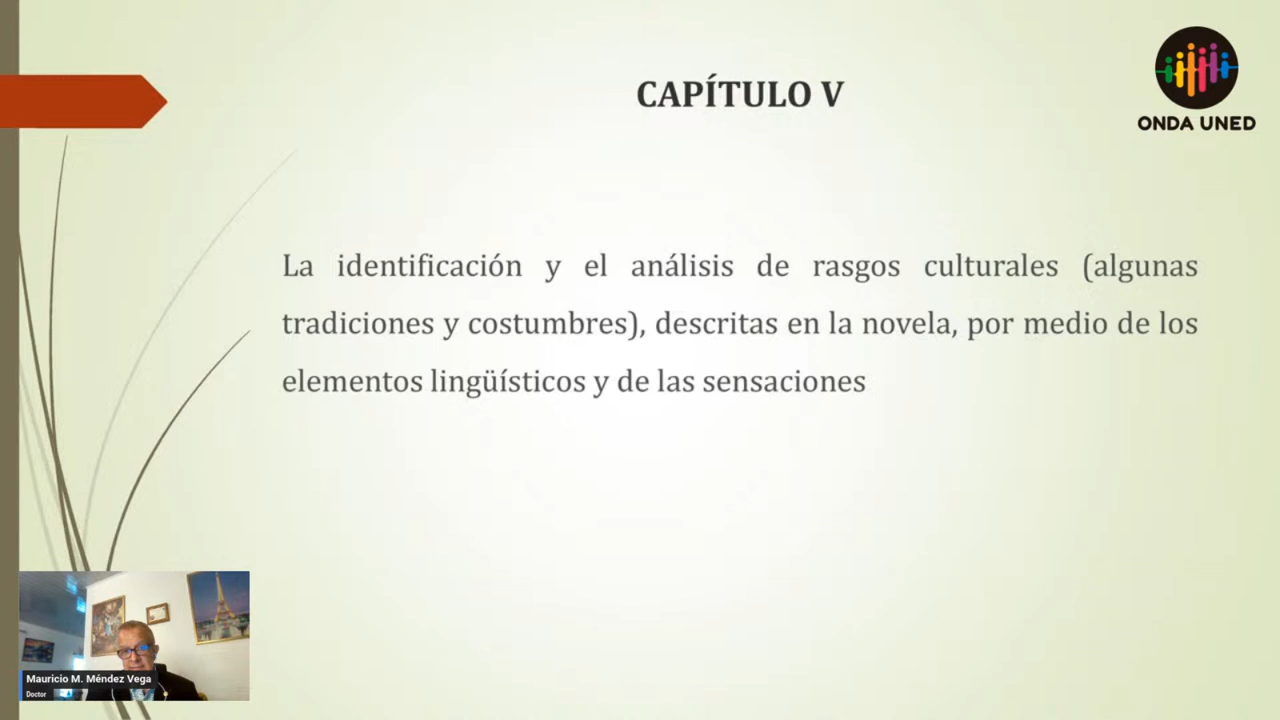 CAPÍTULO V
ONDA UNED
La identificación y el análisis de rasgos culturales (algunas
tradiciones y costumbres), descritas en la novela, por medio de los
elementos lingüísticos y de las sensaciones
Mauricio M. Méndez Vega
Doctor